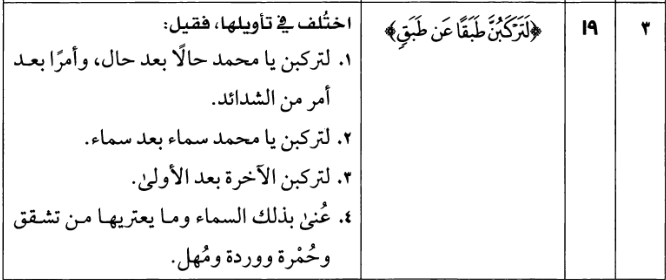 ٣ ١٩ ﴿لَتَرْكَبُنَّ طَبَقًا عَن طَبَقٍ﴾ اختُلف في تأويلها، فقيل:
١. لتركبن يا محمد حالًا بعد حال، وأمرًا بعد
أمر من الشدائد.
٢. لتركبن يا محمد سماء بعد سماء.
٣. لتركبن الآخرة بعد الأولىٰ.
٤. عُنىٰ بذلك السماء وما يعتريها من تشقق
وحُمْرة ووردة ومُهل.